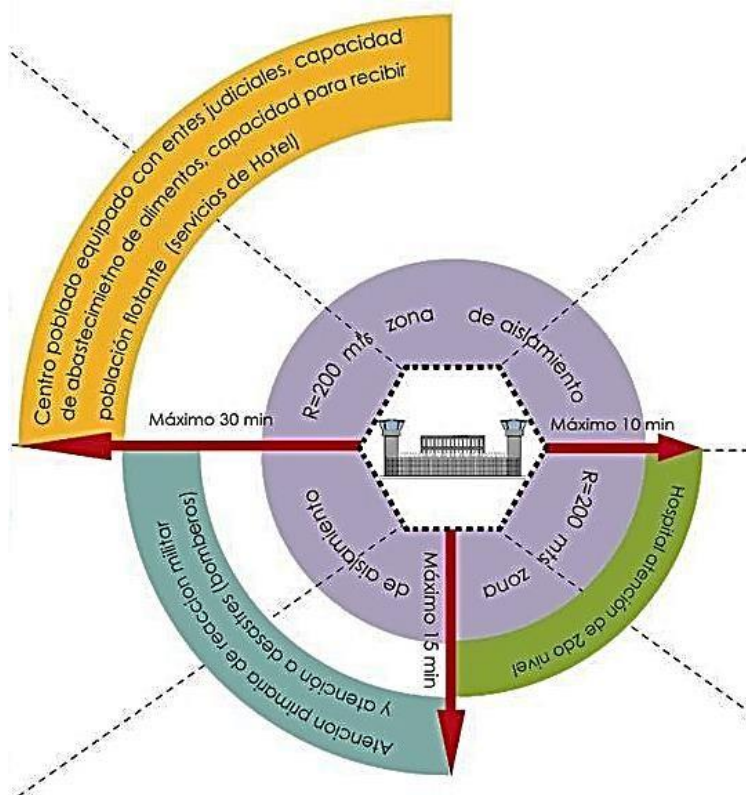 Centro poblado equipado con entes judiciales, capacidad
de abastecimietno de alimentos, capacidad para recibir
población flotante (servicios de Hotel)
R=200 mts zona de aislamiento
Máximo 30 min
Máximo 10 min
R=200 mts zona de aislamiento
Máximo 15 min
Hospital atención de 2do nivel
Atencion primaria de reacción militar
y atención a desastres (bomberos)